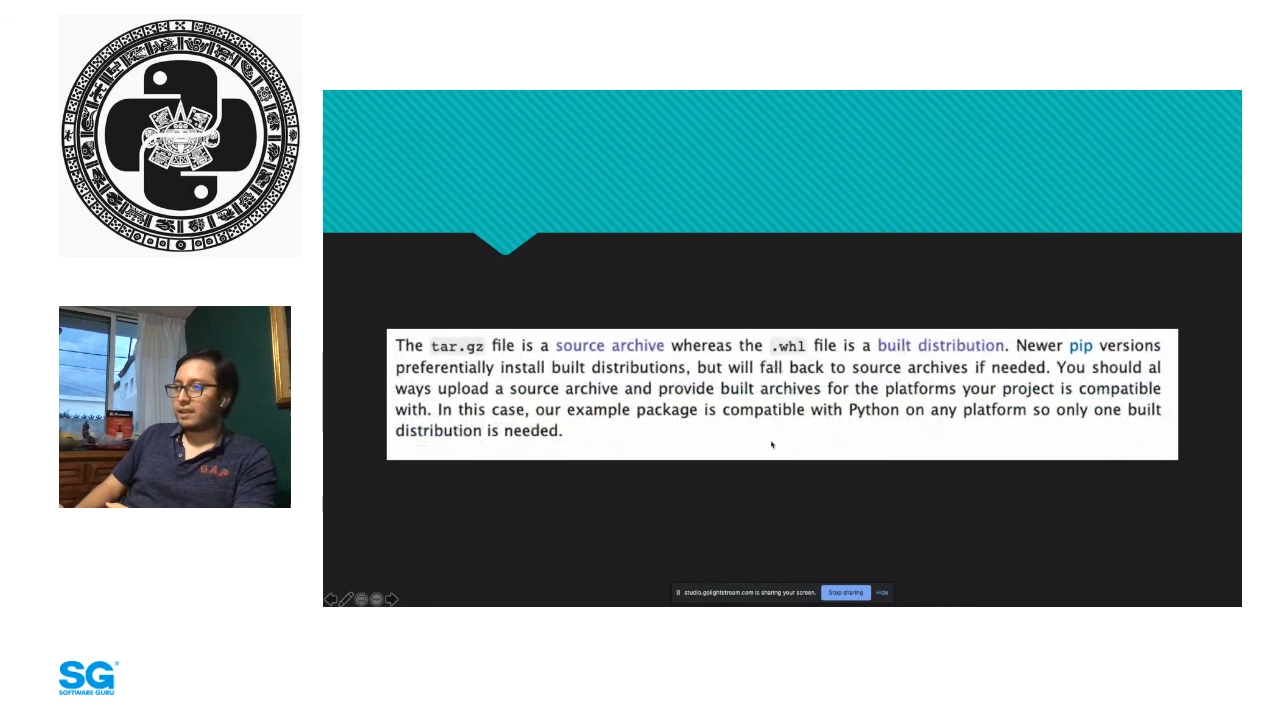 GAP
The tar.gz file is a source archive whereas the .whl file is a built distribution. Newer pip versions
preferentially install built distributions, but will fall back to source archives if needed. You should al
ways upload a source archive and provide built archives for the platforms your project is compatible
with. In this case, our example package is compatible with Python on any platform so only one built
distribution is needed.
studio.golightstream.com is sharing your screen. Stop sharing Hide
SG®
SOFTWARE GURU